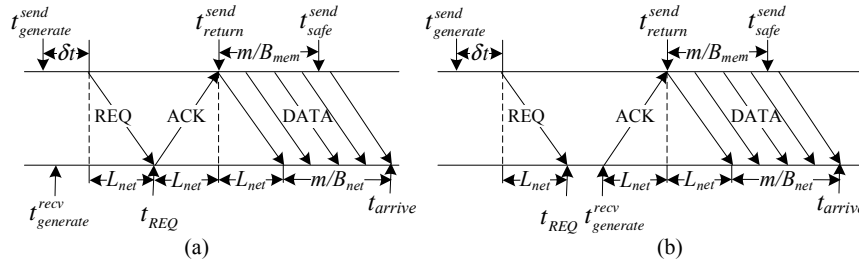 t_generate^send
δt
t_return^send
m/B_mem
t_safe^send
REQ
ACK
DATA
L_net
L_net
L_net
m/B_net
t_generate^recv
t_REQ
t_arrive
(a)
t_generate^send
δt
t_return^send
m/B_mem
t_safe^send
REQ
ACK
DATA
L_net
L_net
L_net
m/B_net
t_REQ
t_generate^recv
t_arrive
(b)